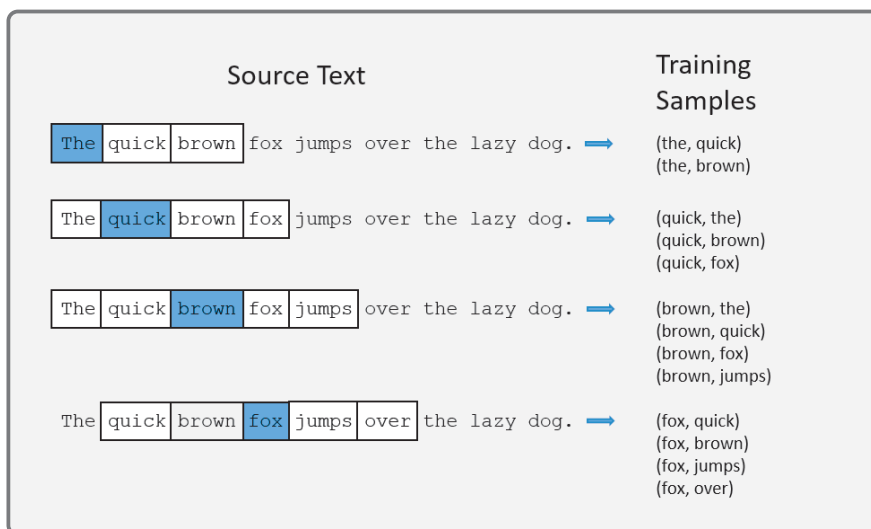 Source Text
Training
Samples
The quick brown fox jumps over the lazy dog.
(the, quick)
(the, brown)
The quick brown fox jumps over the lazy dog.
(quick, the)
(quick, brown)
(quick, fox)
The quick brown fox jumps over the lazy dog.
(brown, the)
(brown, quick)
(brown, fox)
(brown, jumps)
The quick brown fox jumps over the lazy dog.
(fox, quick)
(fox, brown)
(fox, jumps)
(fox, over)